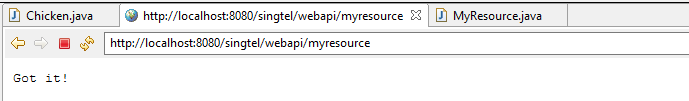 Chicken.java http://localhost:8080/singtel/webapi/myresource MyResource.java
http://localhost:8080/singtel/webapi/myresource
Got it!